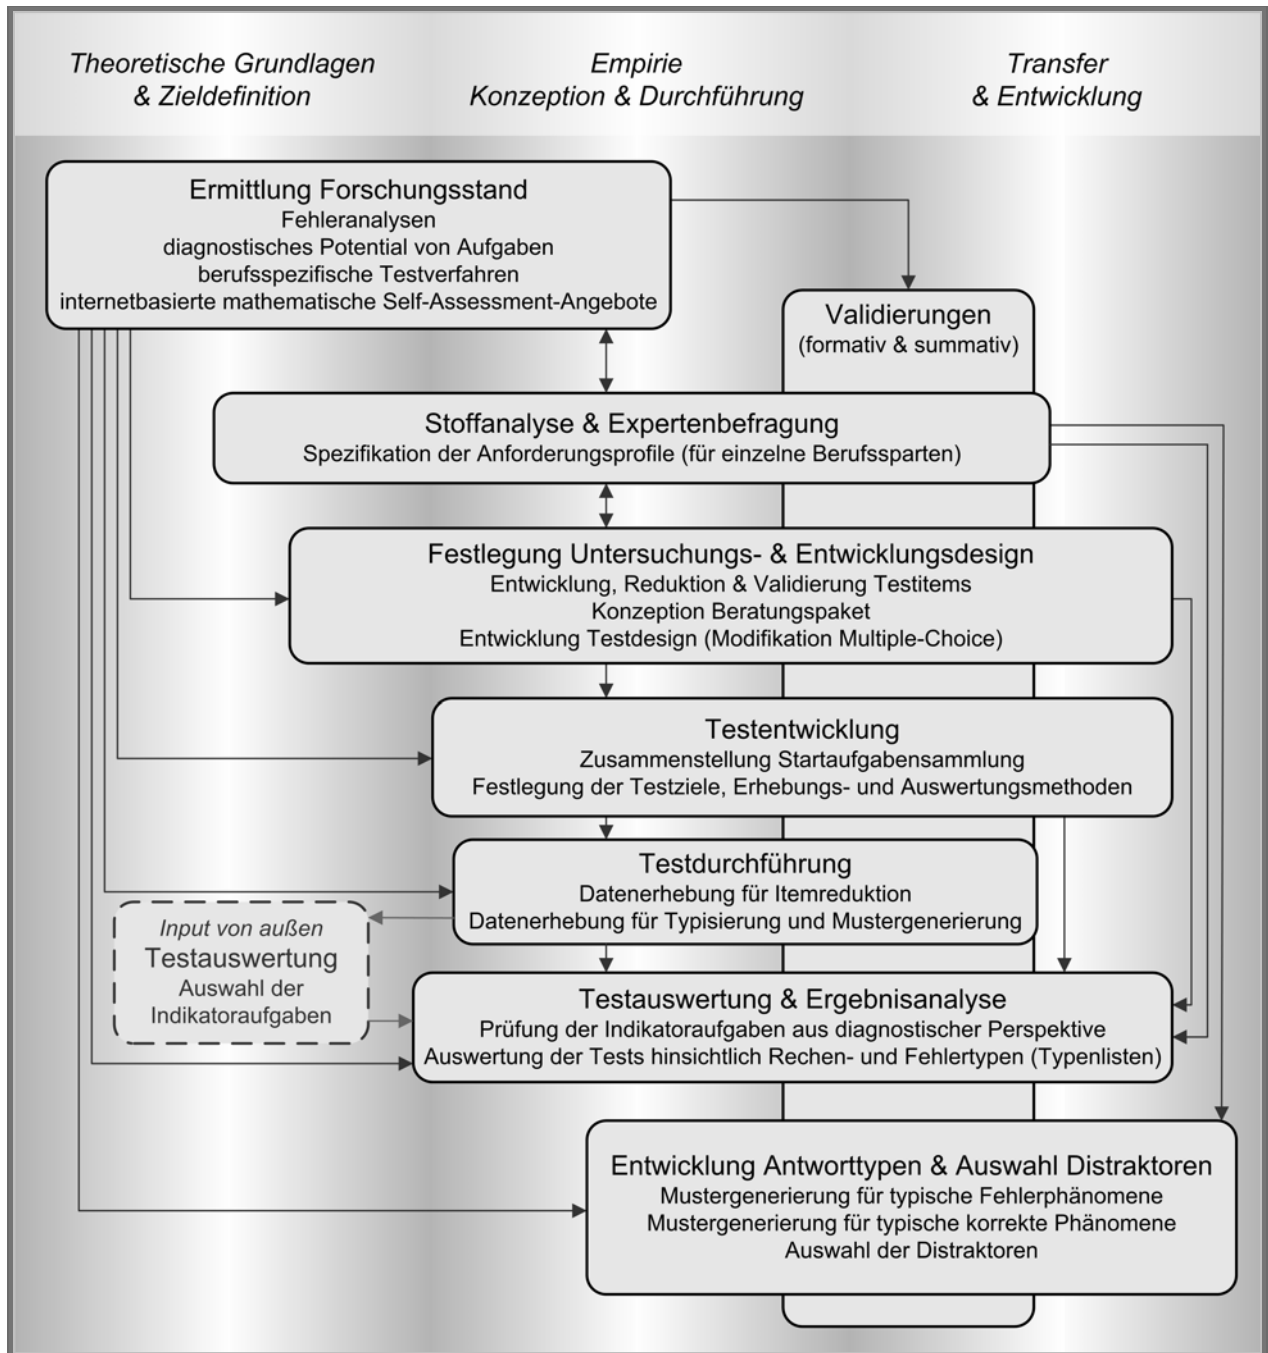 Theoretische Grundlagen
& Zieldefinition
Empirie
Konzeption & Durchführung
Transfer
& Entwicklung
Ermittlung Forschungsstand
Fehleranalysen
diagnostisches Potential von Aufgaben
berufsspezifische Testverfahren
internetbasierte mathematische Self-Assessment-Angebote
Validierungen
(formativ & summativ)
Stoffanalyse & Expertenbefragung
Spezifikation der Anforderungsprofile (für einzelne Berufssparten)
Festlegung Untersuchungs- & Entwicklungsdesign
Entwicklung, Reduktion & Validierung Testitems
Konzeption Beratungspaket
Entwicklung Testdesign (Modifikation Multiple-Choice)
Testentwicklung
Zusammenstellung Startaufgabensammlung
Festlegung der Testziele, Erhebungs- und Auswertungsmethoden
Testdurchführung
Datenerhebung für Itemreduktion
Datenerhebung für Typisierung und Mustergenerierung
Input von außen
Testauswertung
Auswahl der
Indikatoraufgaben
Testauswertung & Ergebnisanalyse
Prüfung der Indikatoraufgaben aus diagnostischer Perspektive
Auswertung der Tests hinsichtlich Rechen- und Fehlertypen (Typenlisten)
Entwicklung Antworttypen & Auswahl Distraktoren
Mustergenerierung für typische Fehlerphänomene
Mustergenerierung für typische korrekte Phänomene
Auswahl der Distraktoren